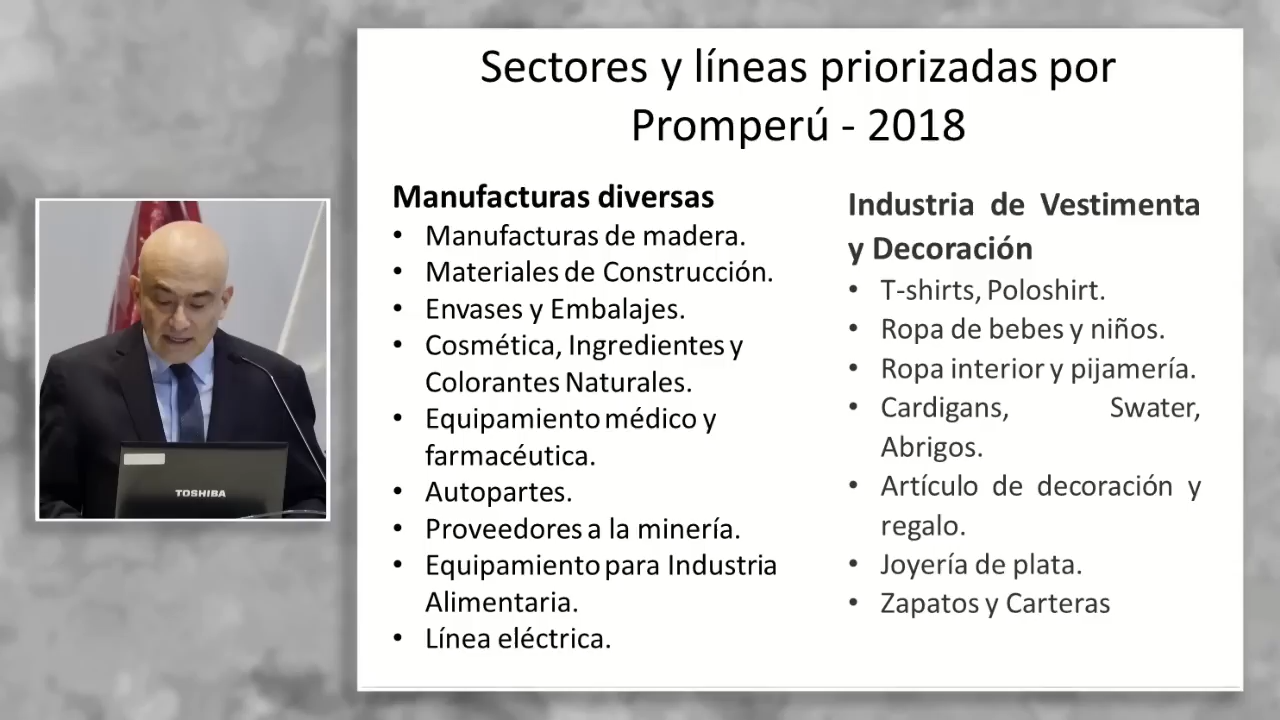 Sectores y líneas priorizadas por
Promperú - 2018
Manufacturas diversas
• Manufacturas de madera.
• Materiales de Construcción.
• Envases y Embalajes.
• Cosmética, Ingredientes y
Colorantes Naturales.
• Equipamiento médico y
farmacéutica.
• Autopartes.
• Proveedores a la minería.
• Equipamiento para Industria
Alimentaria.
• Línea eléctrica.
Industria de Vestimenta
y Decoración
• T-shirts, Poloshirt.
• Ropa de bebes y niños.
• Ropa interior y pijamería.
• Cardigans, Swater,
Abrigos.
• Artículo de decoración y
regalo.
• Joyería de plata.
• Zapatos y Carteras
TOSHIBA